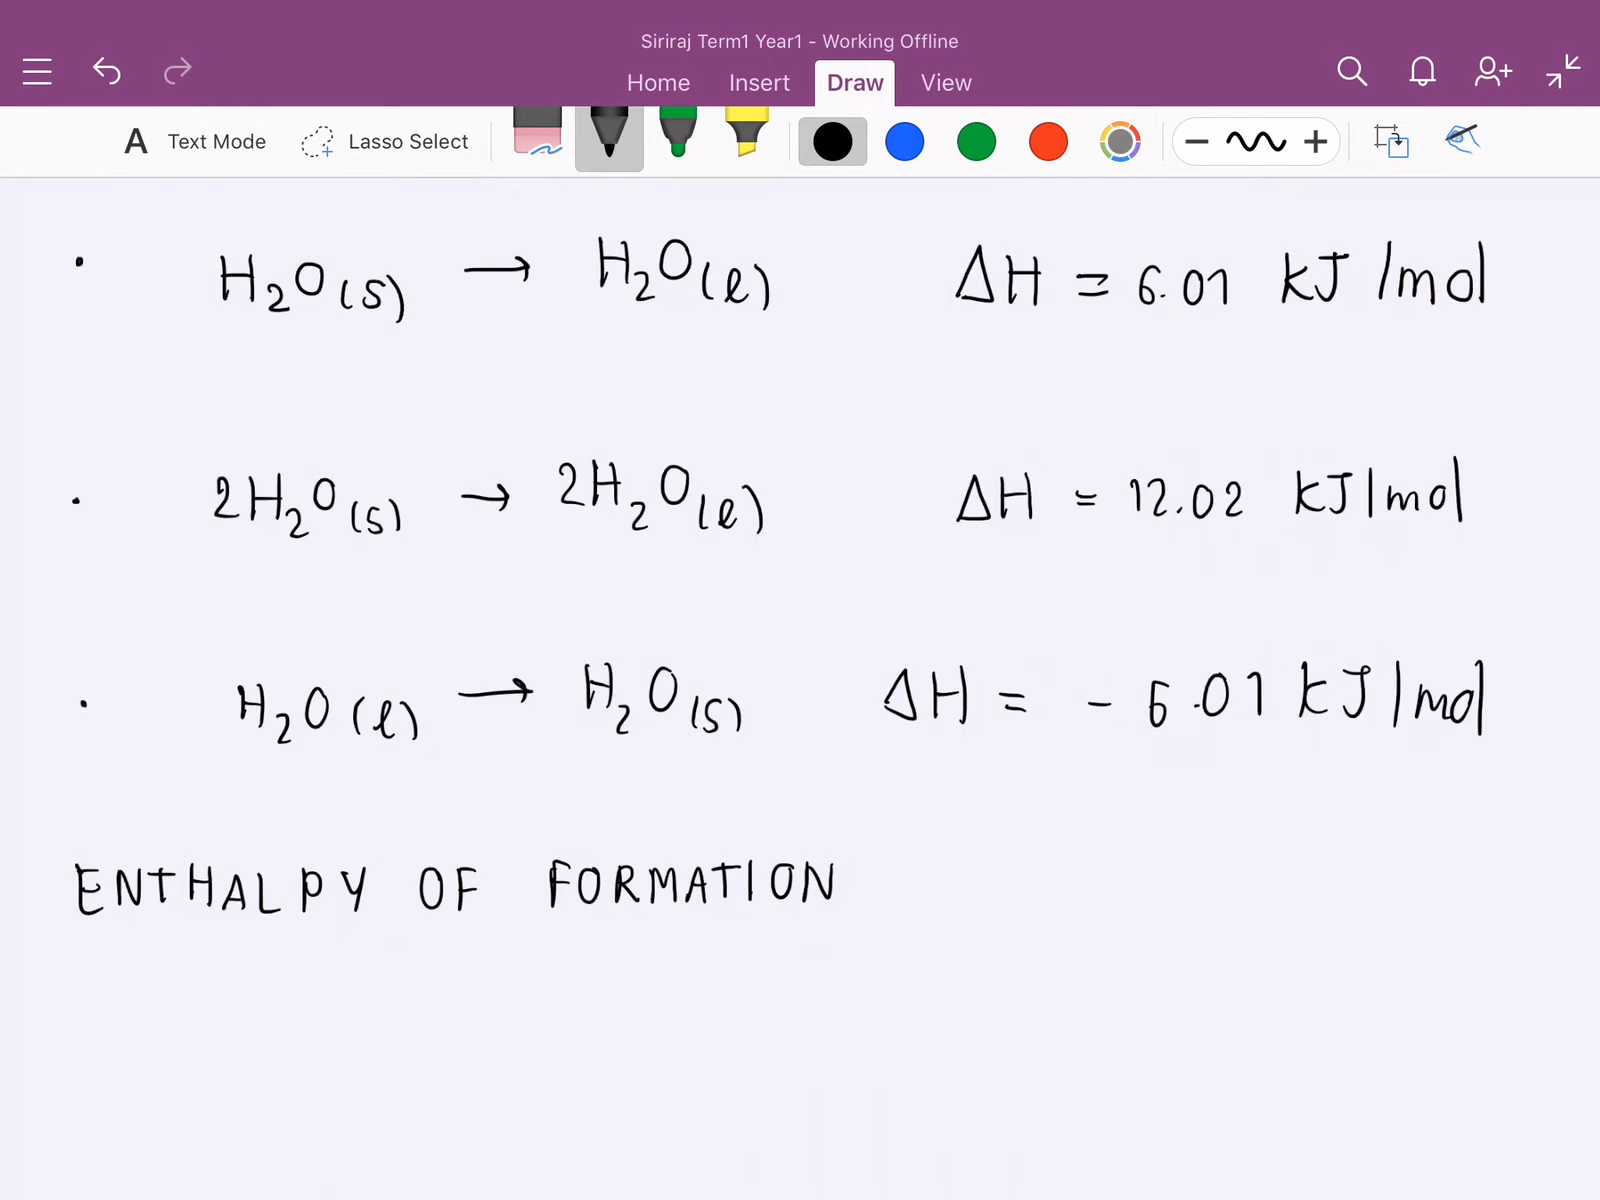 Siriraj Term1 Year1 - Working Offline
Home Insert Draw View
A Text Mode Lasso Select
· H₂O(s) → H₂O(l) ΔH = 6.01 kJ/mol
· 2H₂O(s) → 2H₂O(l) ΔH = 12.02 kJ/mol
· H₂O(l) → H₂O(s) ΔH = - 6.01 kJ/mol
ENTHALPY OF FORMATION